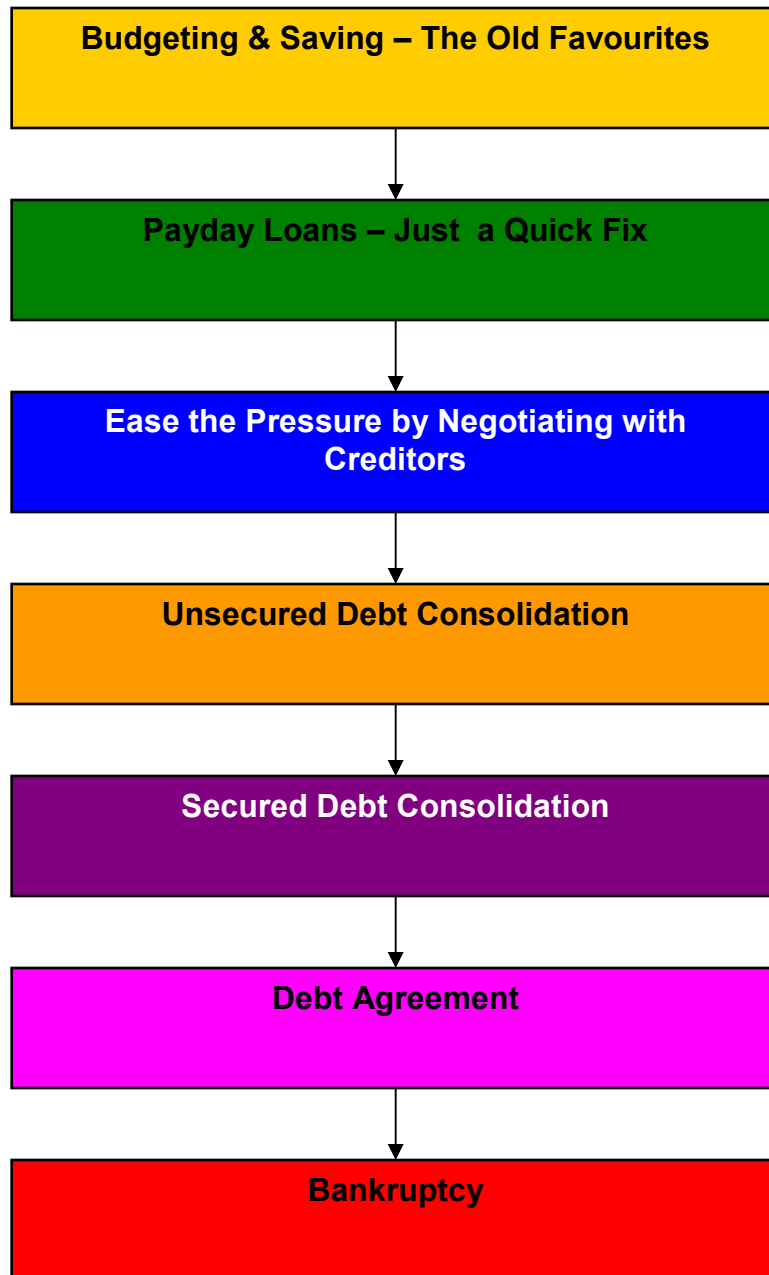 Budgeting & Saving – The Old Favourites
Payday Loans – Just  a Quick Fix
Ease the Pressure by Negotiating with
Creditors
Unsecured Debt Consolidation
Secured Debt Consolidation
Debt Agreement
Bankruptcy